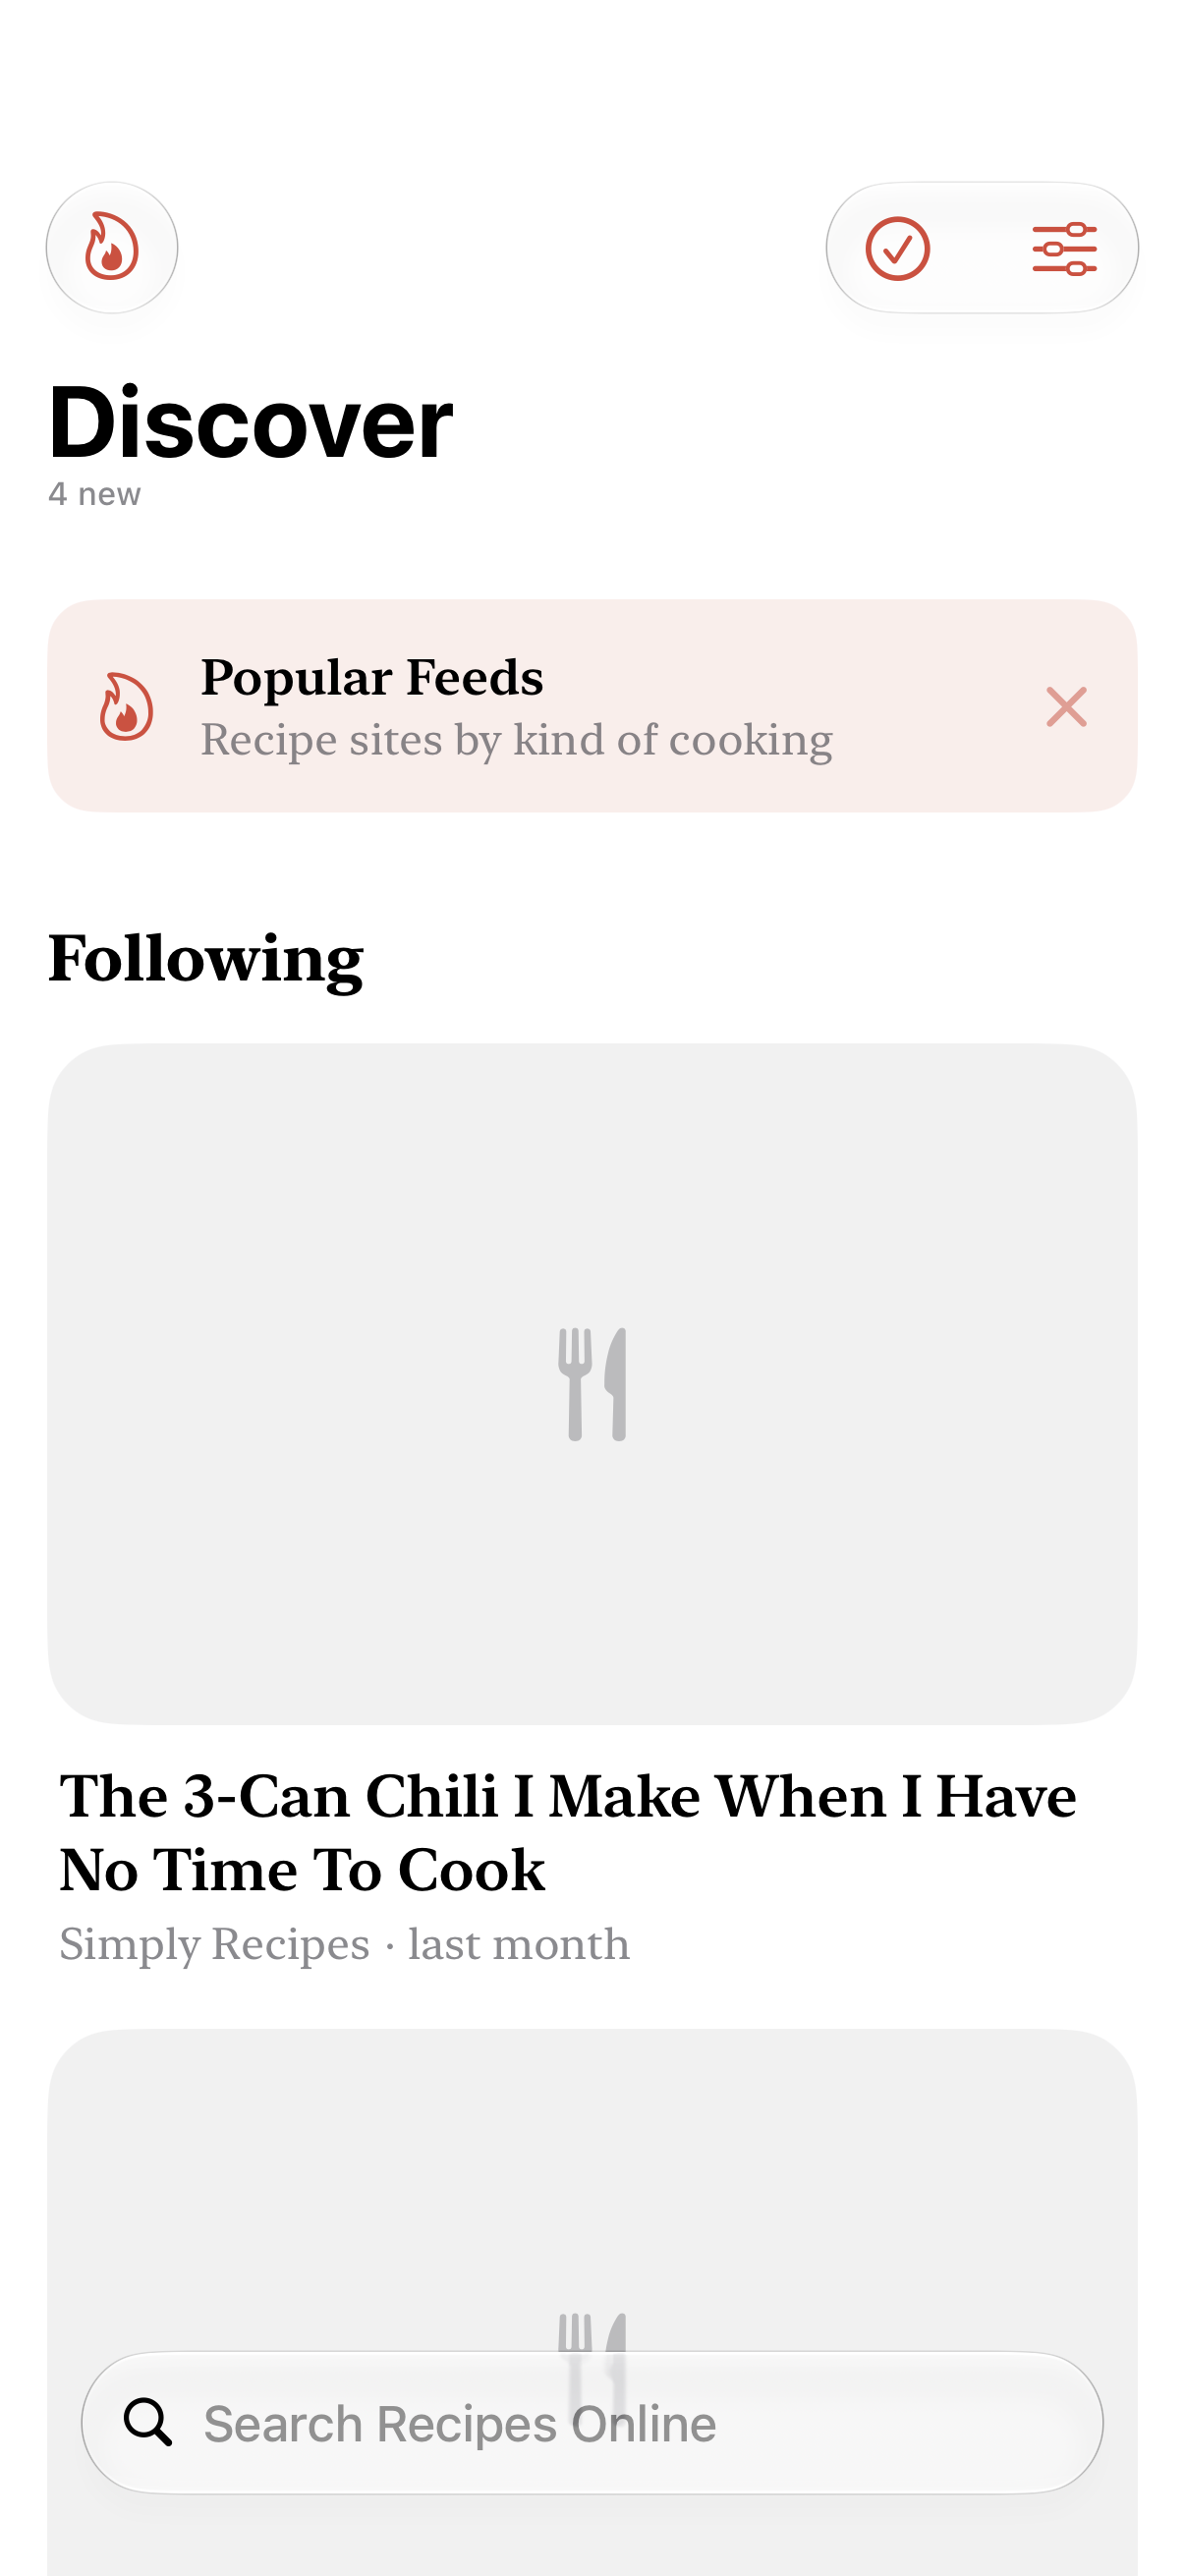 Discover
4 new
Popular Feeds
Recipe sites by kind of cooking
Following
The 3-Can Chili I Make When I Have
No Time To Cook
Simply Recipes · last month
Search Recipes Online